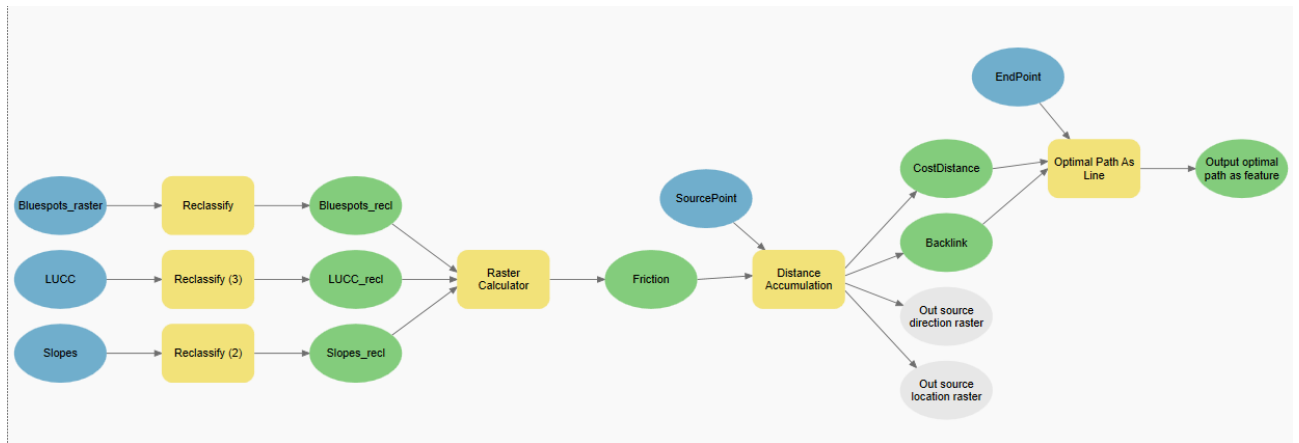 EndPoint
CostDistance
Optimal Path As
Line
Output optimal
path as feature
Bluespots_raster
Reclassify
Bluespots_recl
SourcePoint
Backlink
LUCC
Reclassify (3)
LUCC_recl
Raster
Calculator
Friction
Distance
Accumulation
Out source
direction raster
Slopes
Reclassify (2)
Slopes_recl
Out source
location raster